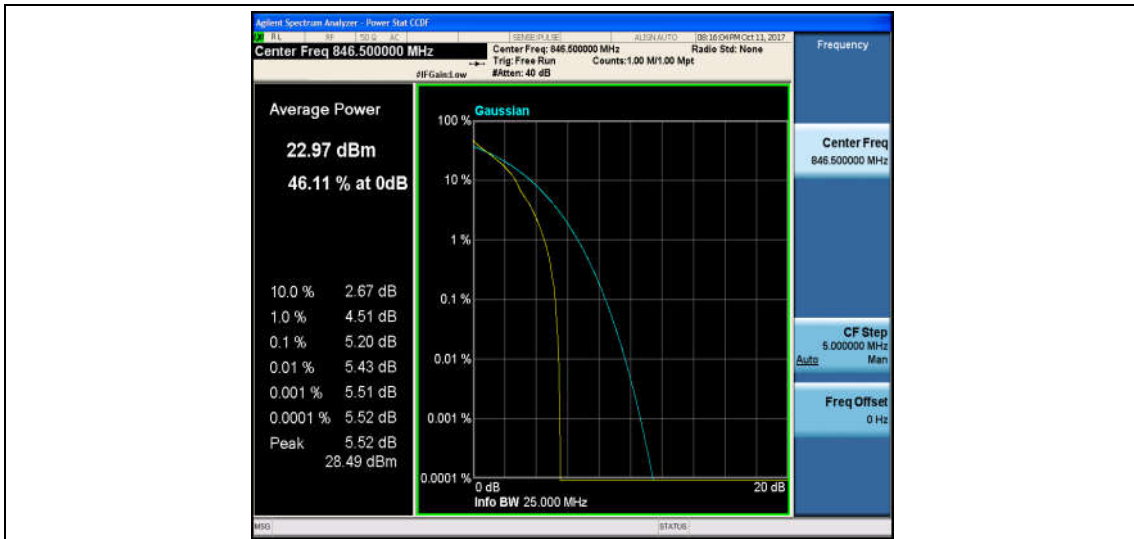 Agilent Spectrum Analyzer - Power Stat CCDF
RL RF 50 Ω AC SENSE:PULSE ALIGN AUTO 08:16:04 PM Oct 11, 2017
Center Freq 846.500000 MHz
Center Freq: 846.500000 MHz Radio Std: None
Trig: Free Run Counts:1.00 M/1.00 Mpt
#IFGain:Low #Atten: 40 dB
Frequency
Average Power
22.97 dBm
46.11 % at 0dB
10.0 % 2.67 dB
1.0 % 4.51 dB
0.1 % 5.20 dB
0.01 % 5.43 dB
0.001 % 5.51 dB
0.0001 % 5.52 dB
Peak 5.52 dB
28.49 dBm
Gaussian
100 %
10 %
1 %
0.1 %
0.01 %
0.001 %
0.0001 %
0 dB 20 dB
Info BW 25.000 MHz
Center Freq
846.500000 MHz
CF Step
5.000000 MHz
Auto Man
Freq Offset
0 Hz
MSG STATUS